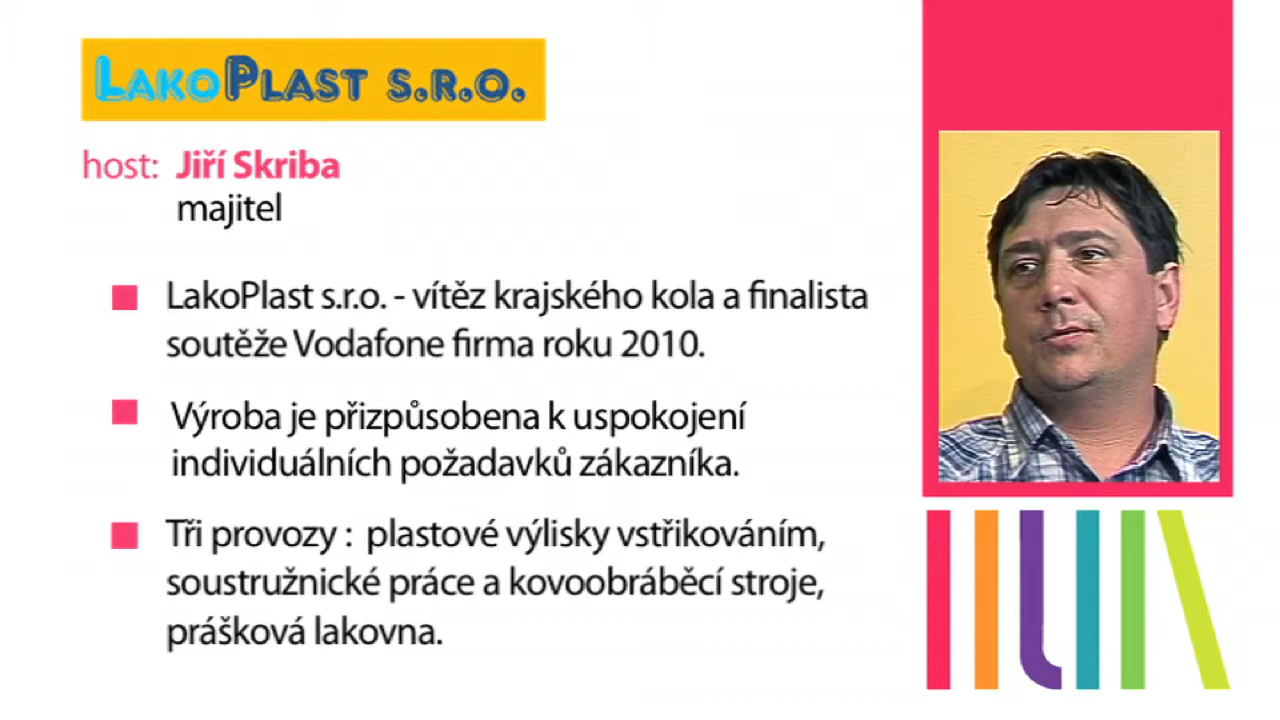 LAKOPLAST S.R.O.
host: Jiří Skriba
majitel
LakoPlast s.r.o. - vítěz krajského kola a finalista
soutěže Vodafone firma roku 2010.
Výroba je přizpůsobena k uspokojení
individuálních požadavků zákazníka.
Tři provozy : plastové výlisky vstřikováním,
soustružnické práce a kovoobráběcí stroje,
prášková lakovna.